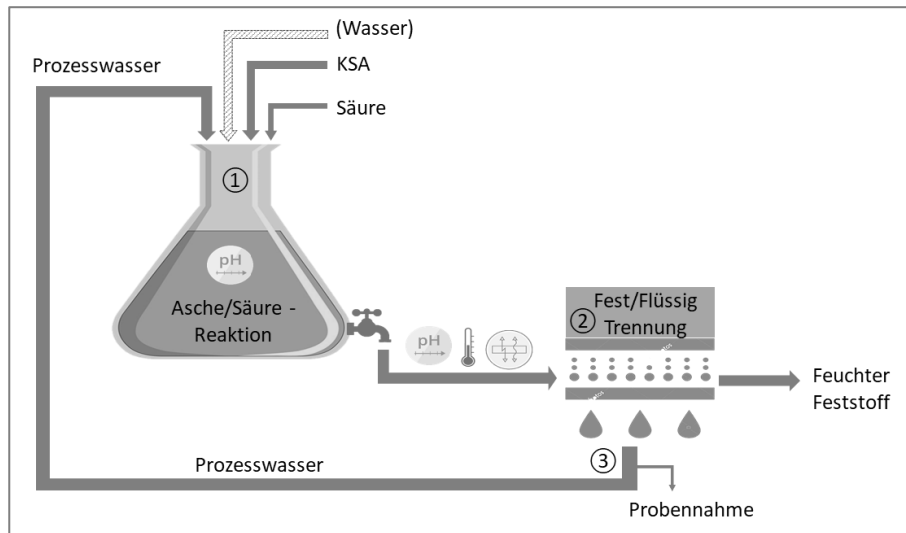 (Wasser)
Prozesswasser
KSA
Säure
①
pH
Asche/Säure -
Reaktion
pH
Fest/Flüssig
② Trennung
Feuchter
Feststoff
Prozesswasser
③
Probennahme